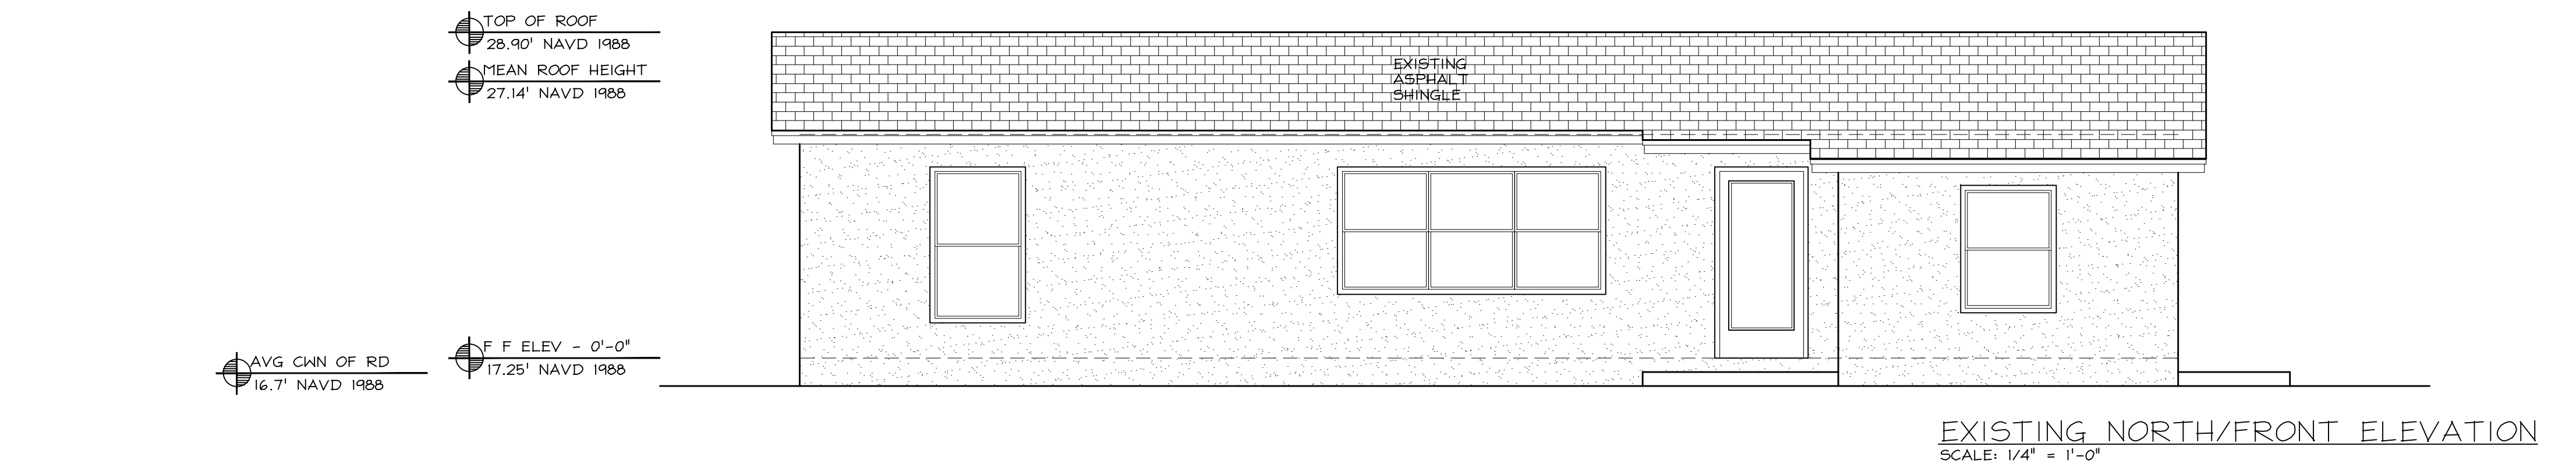 TOP OF ROOF
28.90' NAVD 1988
MEAN ROOF HEIGHT
27.14' NAVD 1988
EXISTING
ASPHALT
SHINGLE
F F ELEV - 0'-0"
17.25' NAVD 1988
AVG CWN OF RD
16.7' NAVD 1988
EXISTING NORTH/FRONT ELEVATION
SCALE: 1/4" = 1'-0"